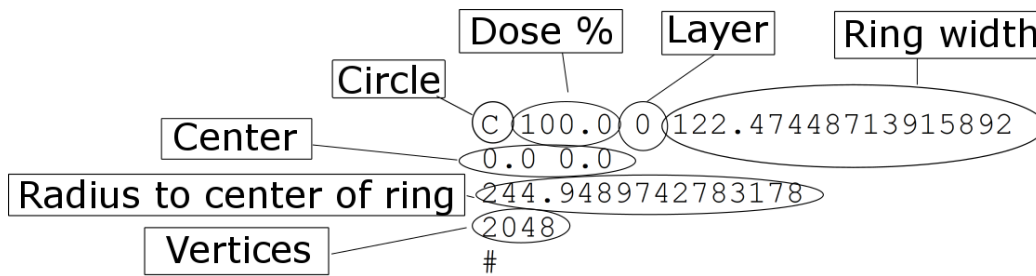 Dose %
Layer
Ring width
Circle
C 100.0 0 122.47448713915892
Center
0.0 0.0
Radius to center of ring
244.9489742783178
Vertices
2048
#